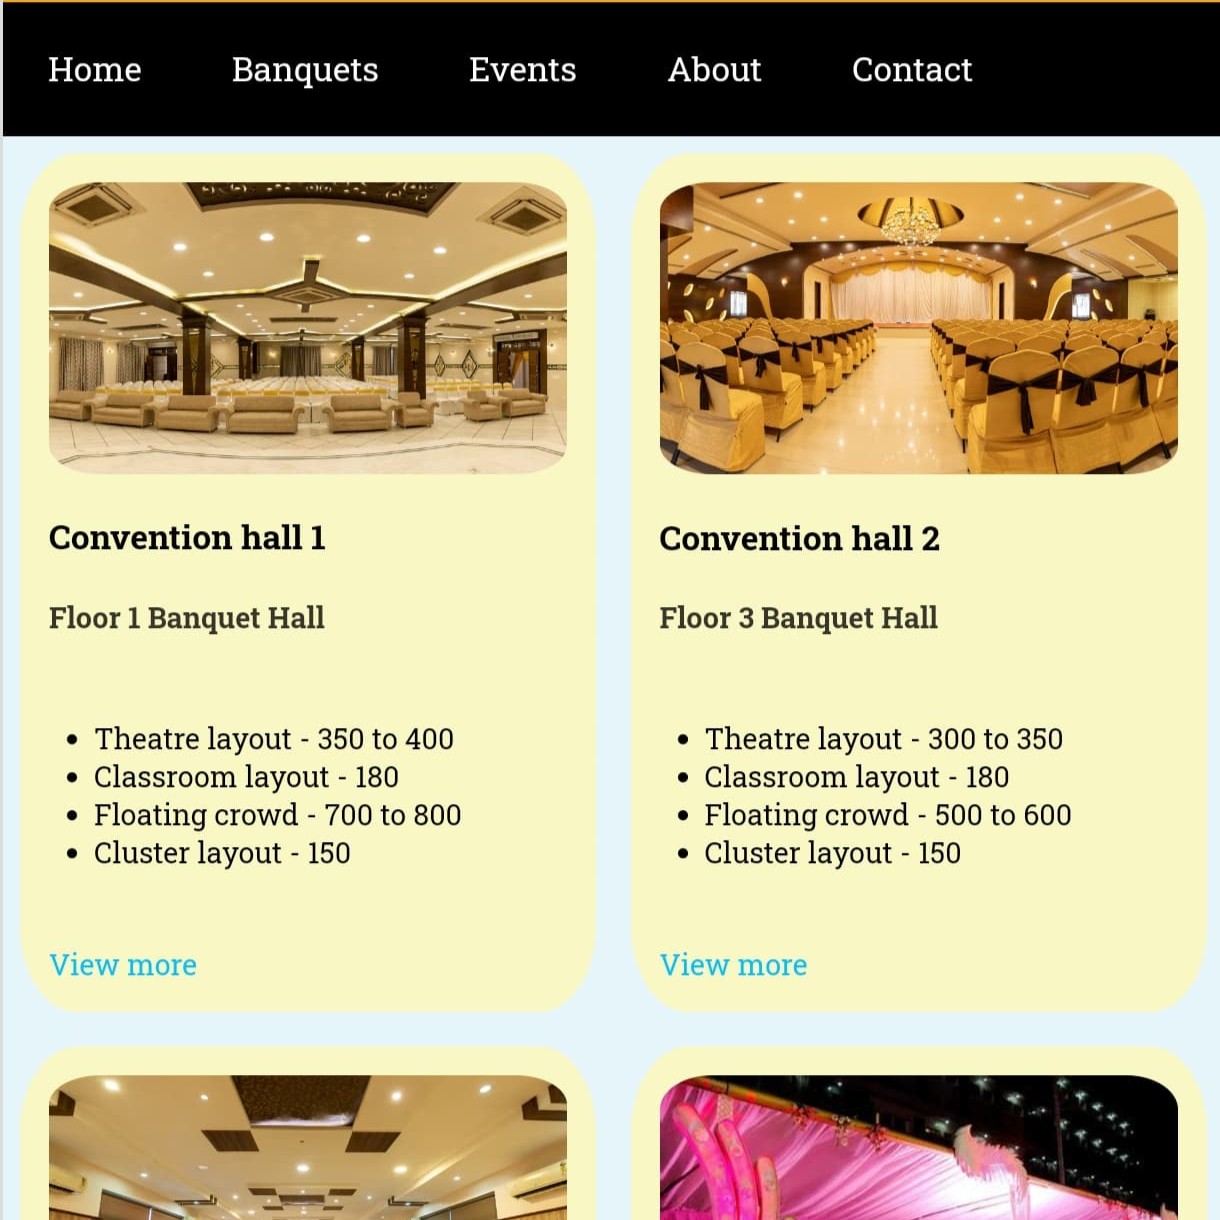 Home Banquets Events About Contact
Convention hall 1
Floor 1 Banquet Hall
• Theatre layout - 350 to 400
• Classroom layout - 180
• Floating crowd - 700 to 800
• Cluster layout - 150
View more
Convention hall 2
Floor 3 Banquet Hall
• Theatre layout - 300 to 350
• Classroom layout - 180
• Floating crowd - 500 to 600
• Cluster layout - 150
View more